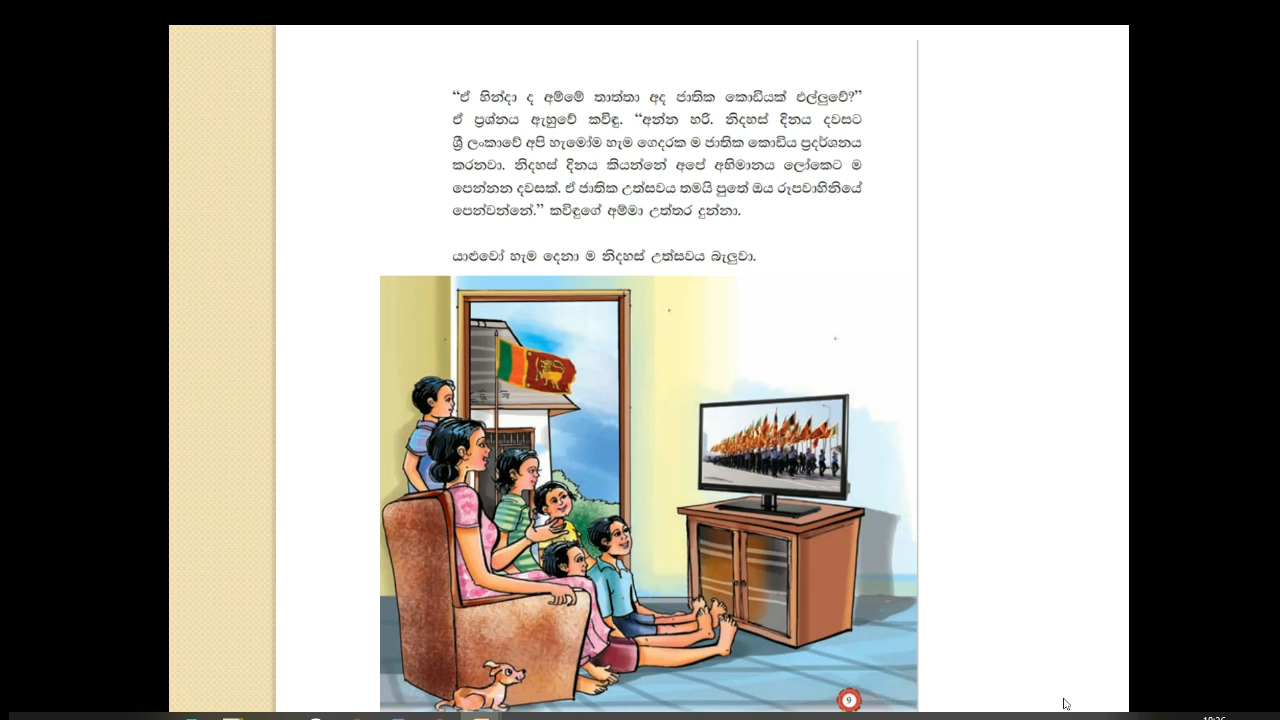 “ඒ හින්දා ද අම්මේ තාත්තා අද ජාතික කොඩියක් එල්ලුවේ?”
ඒ ප්‍රශ්නය ඇහුවේ කවිඳු. “අන්න හරි. නිදහස් දිනය දවසට
ශ්‍රී ලංකාවේ අපි හැමෝම හැම ගෙදරක ම ජාතික කොඩිය ප්‍රදර්ශනය
කරනවා. නිදහස් දිනය කියන්නේ අපේ අභිමානය ලෝකෙට ම
පෙන්නන දවසක්. ඒ ජාතික උත්සවය තමයි පුතේ ඔය රූපවාහිනියේ
පෙන්වන්නේ.” කවිඳුගේ අම්මා උත්තර දුන්නා.
යාළුවෝ හැම දෙනා ම නිදහස් උත්සවය බැලුවා.
9